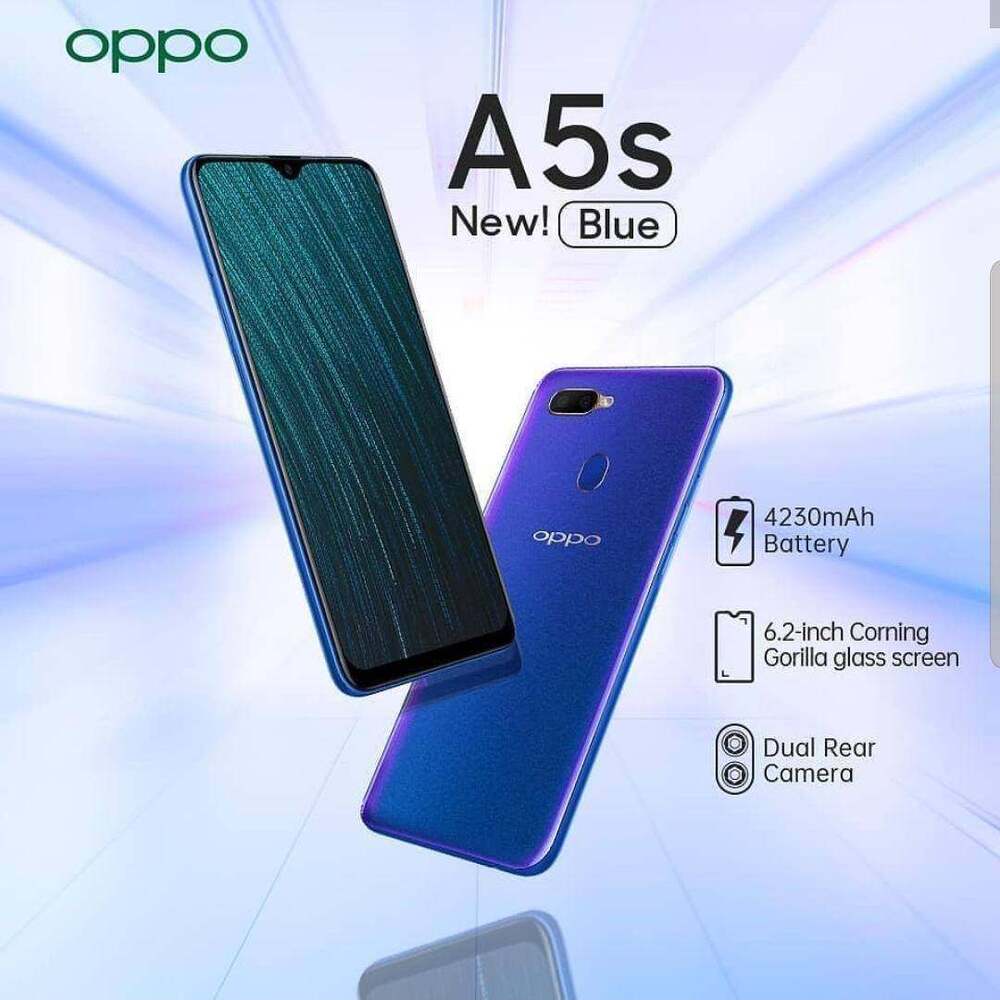 oppo
A5s
New! Blue
oppo
4230mAh
Battery
6.2-inch Corning
Gorilla glass screen
Dual Rear
Camera